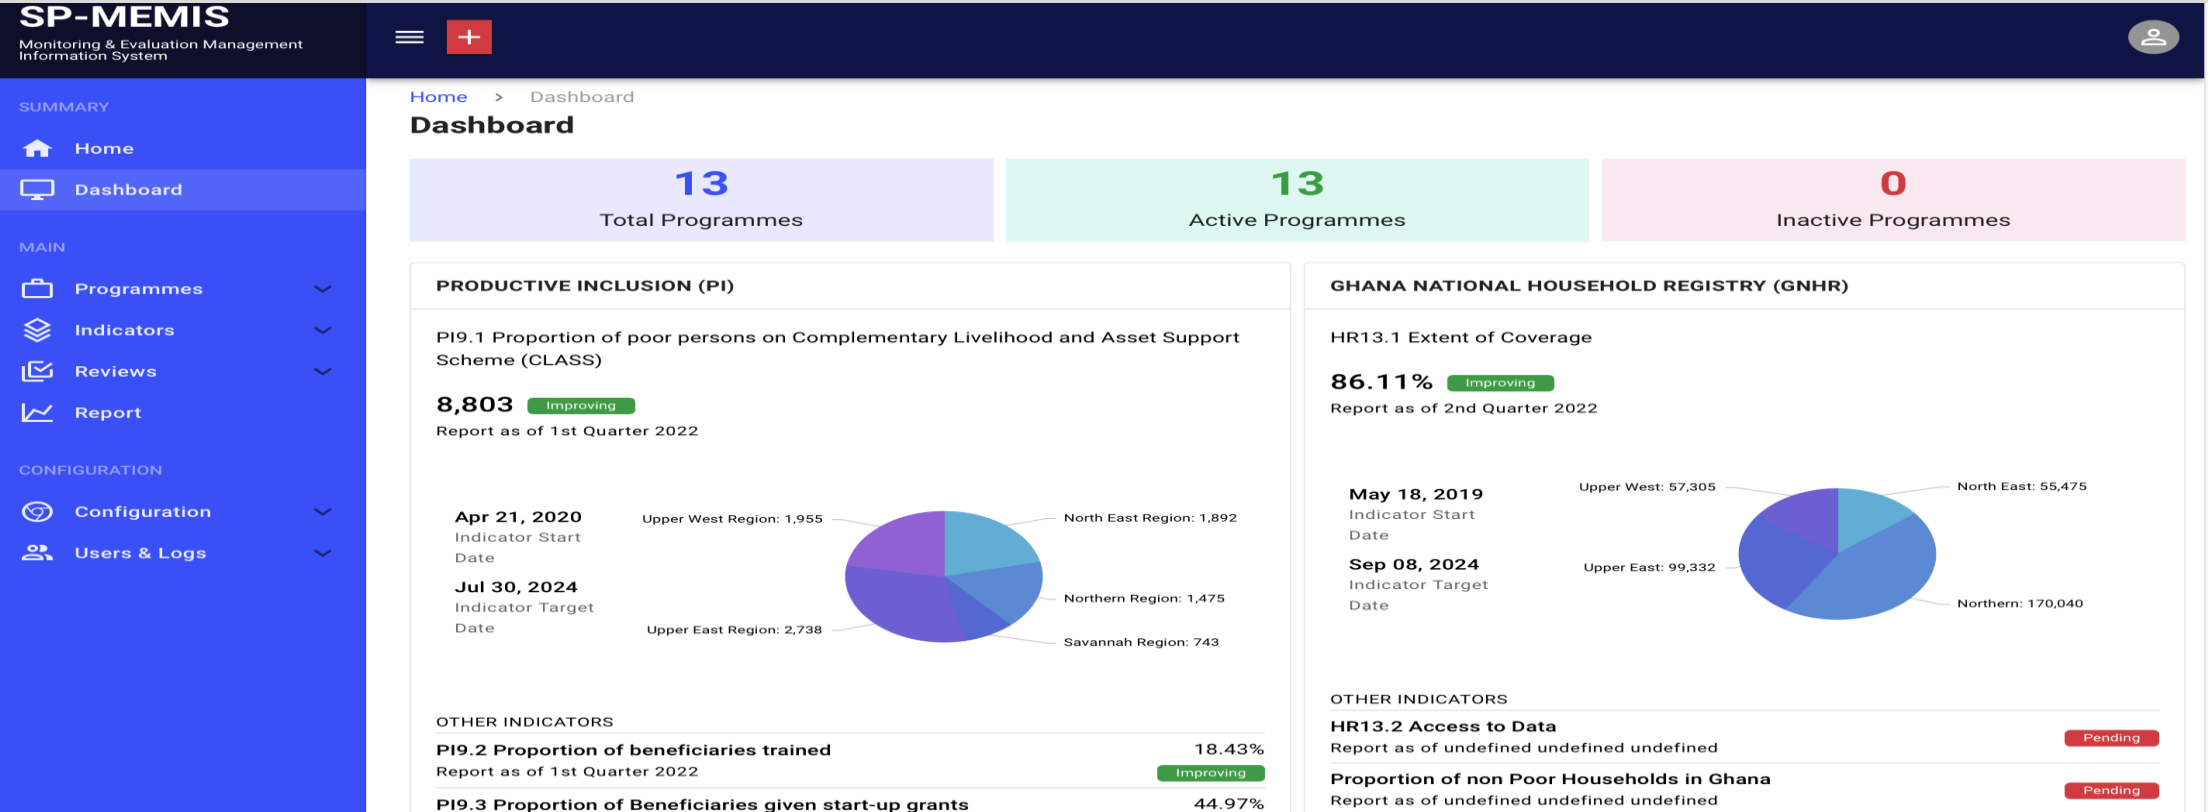 SP-MEMIS
Monitoring & Evaluation Management
Information System
SUMMARY
Home
Dashboard
MAIN
Programmes
Indicators
Reviews
Report
CONFIGURATION
Configuration
Users & Logs
Home > Dashboard
Dashboard
13
Total Programmes
13
Active Programmes
0
Inactive Programmes
PRODUCTIVE INCLUSION (PI)
PI9.1 Proportion of poor persons on Complementary Livelihood and Asset Support
Scheme (CLASS)
8,803 Improving
Report as of 1st Quarter 2022
Apr 21, 2020
Indicator Start
Date
Jul 30, 2024
Indicator Target
Date
Upper West Region: 1,955
North East Region: 1,892
Northern Region: 1,475
Upper East Region: 2,738
Savannah Region: 743
OTHER INDICATORS
PI9.2 Proportion of beneficiaries trained 18.43%
Report as of 1st Quarter 2022 Improving
PI9.3 Proportion of Beneficiaries given start-up grants 44.97%
GHANA NATIONAL HOUSEHOLD REGISTRY (GNHR)
HR13.1 Extent of Coverage
86.11% Improving
Report as of 2nd Quarter 2022
May 18, 2019
Indicator Start
Date
Sep 08, 2024
Indicator Target
Date
Upper West: 57,305
North East: 55,475
Upper East: 99,332
Northern: 170,040
OTHER INDICATORS
HR13.2 Access to Data
Report as of undefined undefined undefined
Pending
Proportion of non Poor Households in Ghana
Report as of undefined undefined undefined
Pending